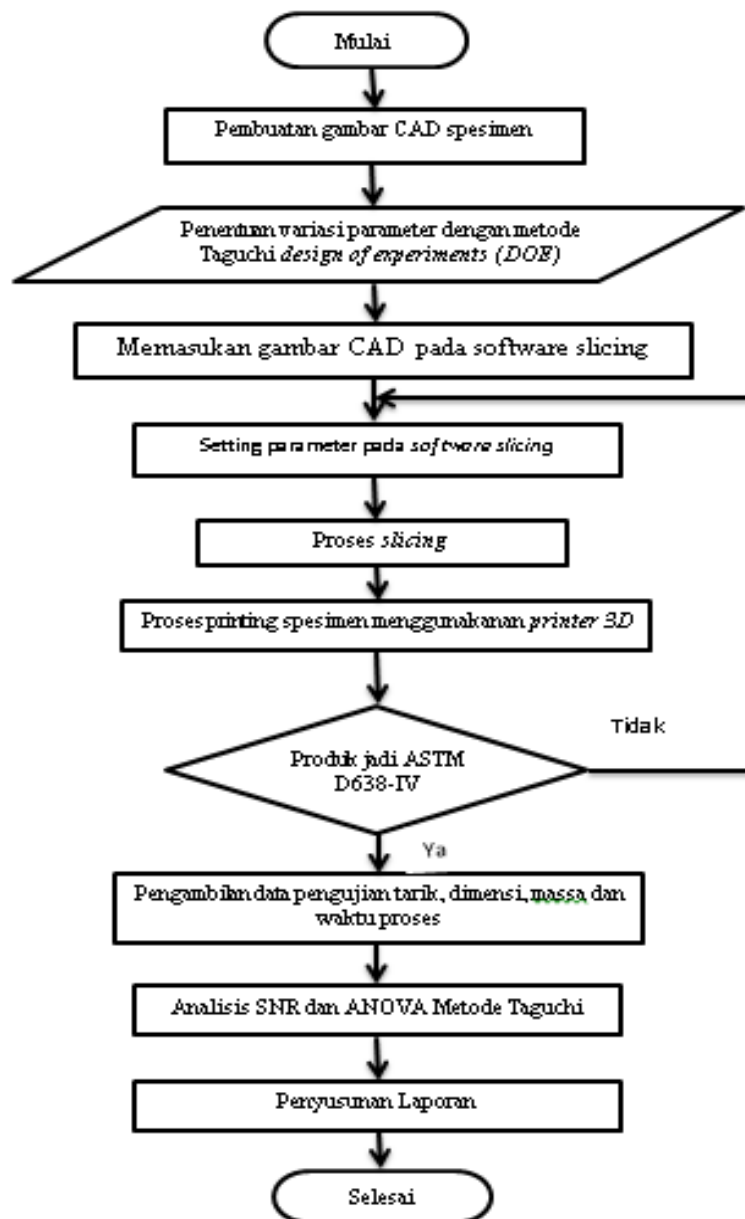 Mulai
Pembuatan gambar CAD spesimen
Penentuan variasi parameter dengan metode
Taguchi design of experiments (DOE)
Memasukan gambar CAD pada software slicing
Setting parameter pada software slicing
Proses slicing
Proses printing spesimen menggunakanan printer 3D
Tidak
Produk jadi ASTM
D638-IV
Ya
Pengambilan data pengujian tarik, dimensi, massa dan
waktu proses
Analisis SNR dan ANOVA Metode Taguchi
Penyusunan Laporan
Selesai